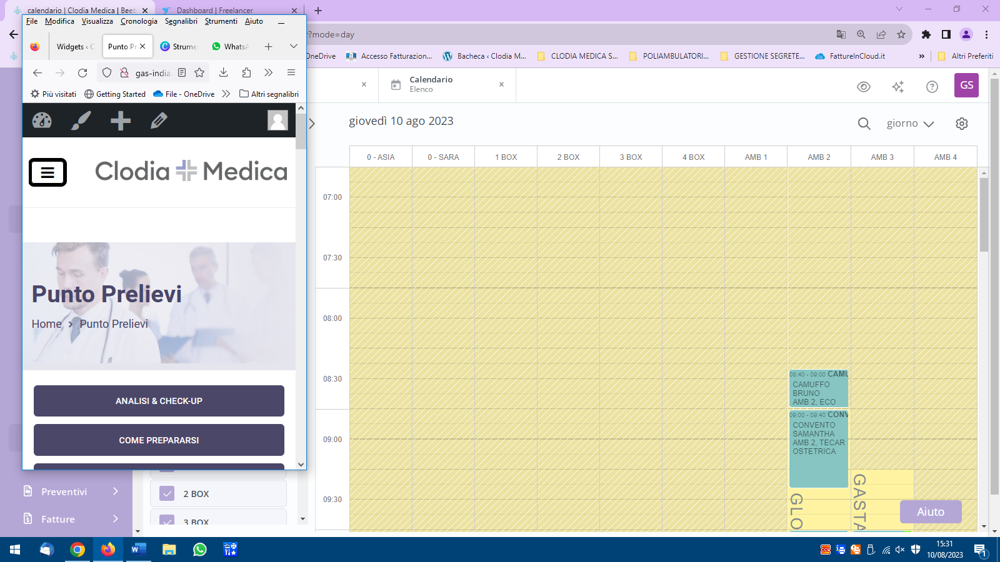 calendario | Clodia Medica | Beeb
Dashboard | Freelancer
File Modifica Visualizza Cronologia Segnalibri Strumenti Aiuto
Widgets ‹ C
Punto Pr
Strume
WhatsA
gas-india.
Più visitati
Getting Started
File - OneDrive
Altri segnalibri
r?mode=day
OneDrive
Accesso Fatturazion...
Bacheca ‹ Clodia M...
CLODIA MEDICA S...
POLIAMBULATORI...
GESTIONE SEGRETE...
FattureInCloud.it
Altri Preferiti
Calendario
Elenco
GS
giovedì 10 ago 2023
giorno
Clodia Medica
Punto Prelievi
Home > Punto Prelievi
ANALISI & CHECK-UP
COME PREPARARSI
0 - ASIA
0 - SARA
1 BOX
2 BOX
3 BOX
4 BOX
AMB 1
AMB 2
AMB 3
AMB 4
07:00
07:30
08:00
08:30
09:00
09:30
08:40 - 09:00 CAMU
CAMUFFO
BRUNO
AMB 2, ECO
09:00 - 09:40 CONV
CONVENTO
SAMANTHA
AMB 2, TECAR
OSTETRICA
GLO
GASTA
Aiuto
Preventivi
Fatture
2 BOX
3 BOX
15:31
10/08/2023
1